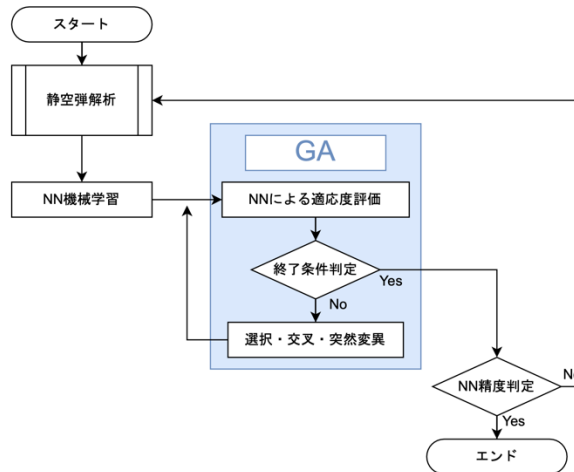 スタート
静空弾解析
GA
NN機械学習
NNによる適応度評価
終了条件判定
Yes
No
選択・交叉・突然変異
NN精度判定
No
Yes
エンド